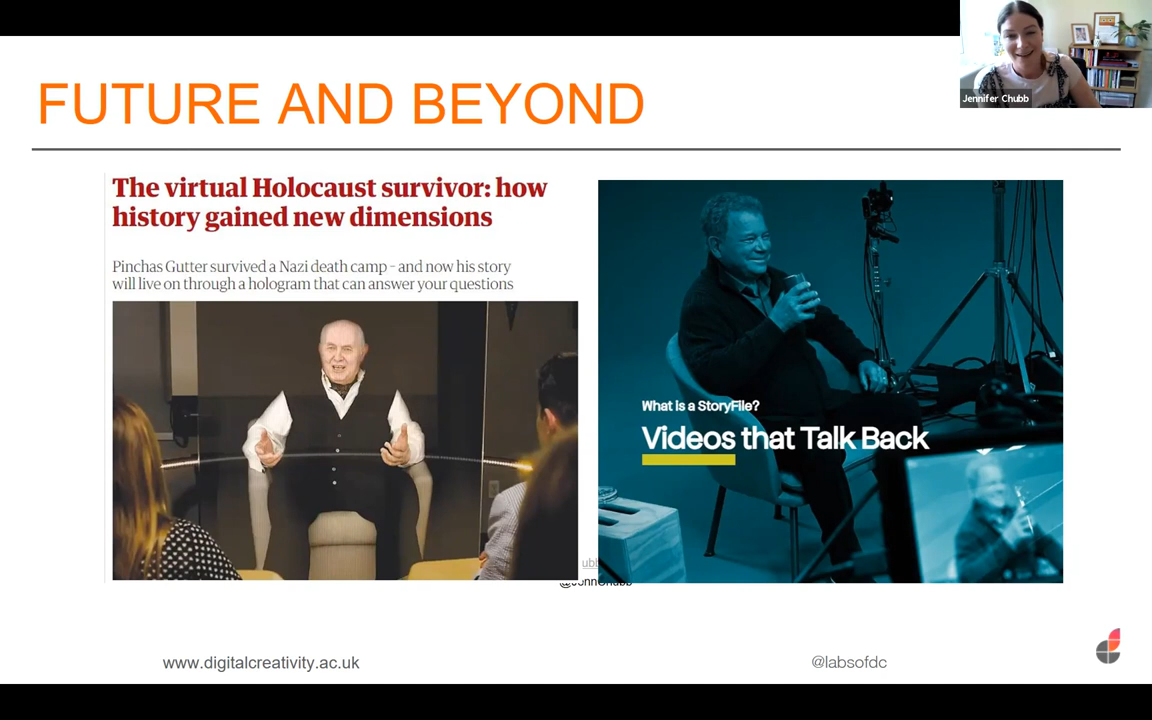 FUTURE AND BEYOND
Jennifer Chubb
The virtual Holocaust survivor: how
history gained new dimensions
Pinchas Gutter survived a Nazi death camp - and now his story
will live on through a hologram that can answer your questions
What is a StoryFile?
Videos that Talk Back
ubb
@JennChubb
www.digitalcreativity.ac.uk
@labsofdc